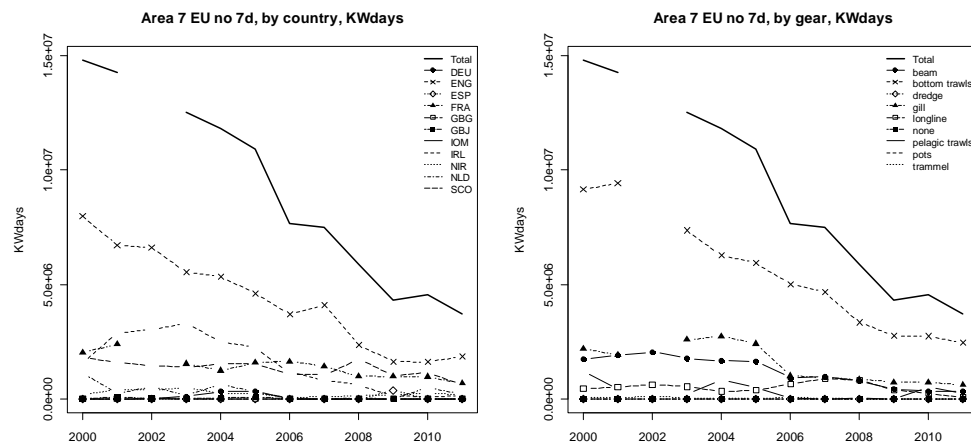 Area 7 EU no 7d, by country, KWdays
KWdays
0.0e+00
5.0e+06
1.0e+07
1.5e+07
2000
2002
2004
2006
2008
2010
Total
DEU
ENG
ESP
FRA
GBG
GBJ
IOM
IRL
NIR
NLD
SCO
Area 7 EU no 7d, by gear, KWdays
KWdays
0.0e+00
5.0e+06
1.0e+07
1.5e+07
2000
2002
2004
2006
2008
2010
Total
beam
bottom trawls
dredge
gill
longline
none
pelagic trawls
pots
trammel